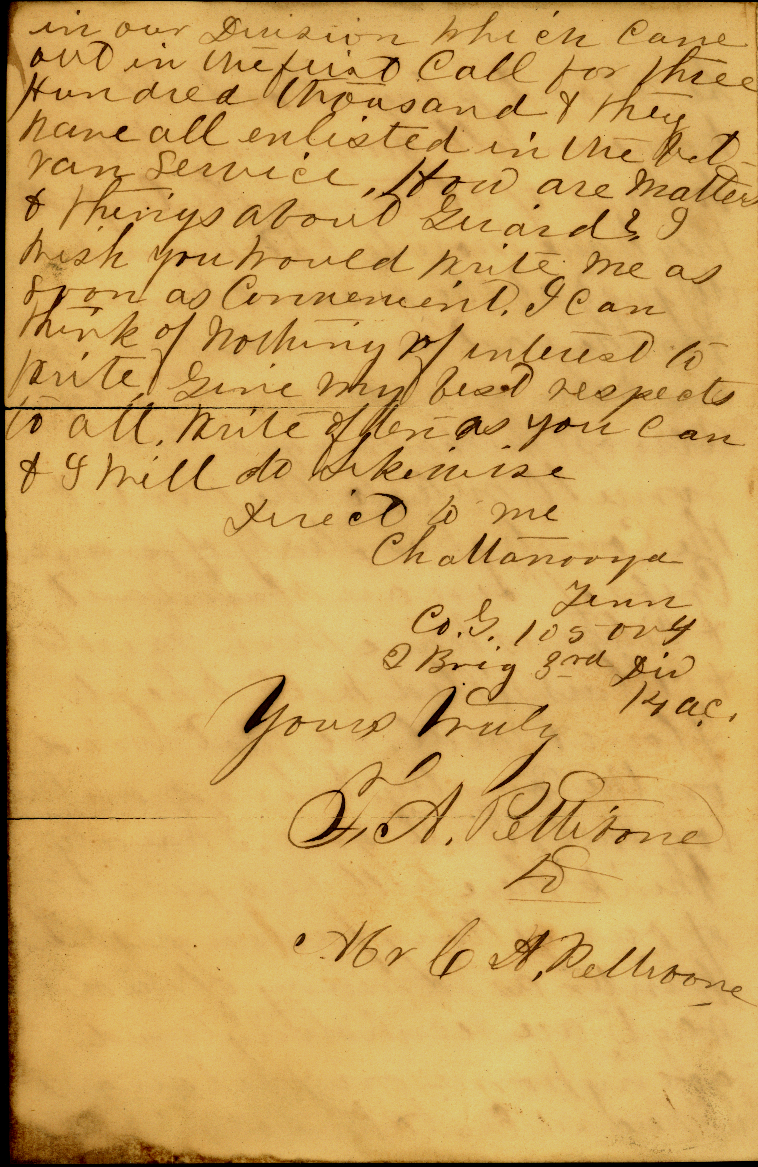 in our Division which came
out in the first Call for three
Hundred thousand & they
have all enlisted in the Vet
ran Service. How are matters
& things about Girard? I
wish you would write me as
soon as Convenient. I can
think of nothing of interest to
write, Give my best respects
to all. Write often as you can
& I will do likewise
Direct to me
Chattanooga
Tenn
Co. G. 105 OVI
2 Brig 3rd Div
14 A.C.
Yours Truly
F. A. Pettibone
to
Mr C A. Pettibone